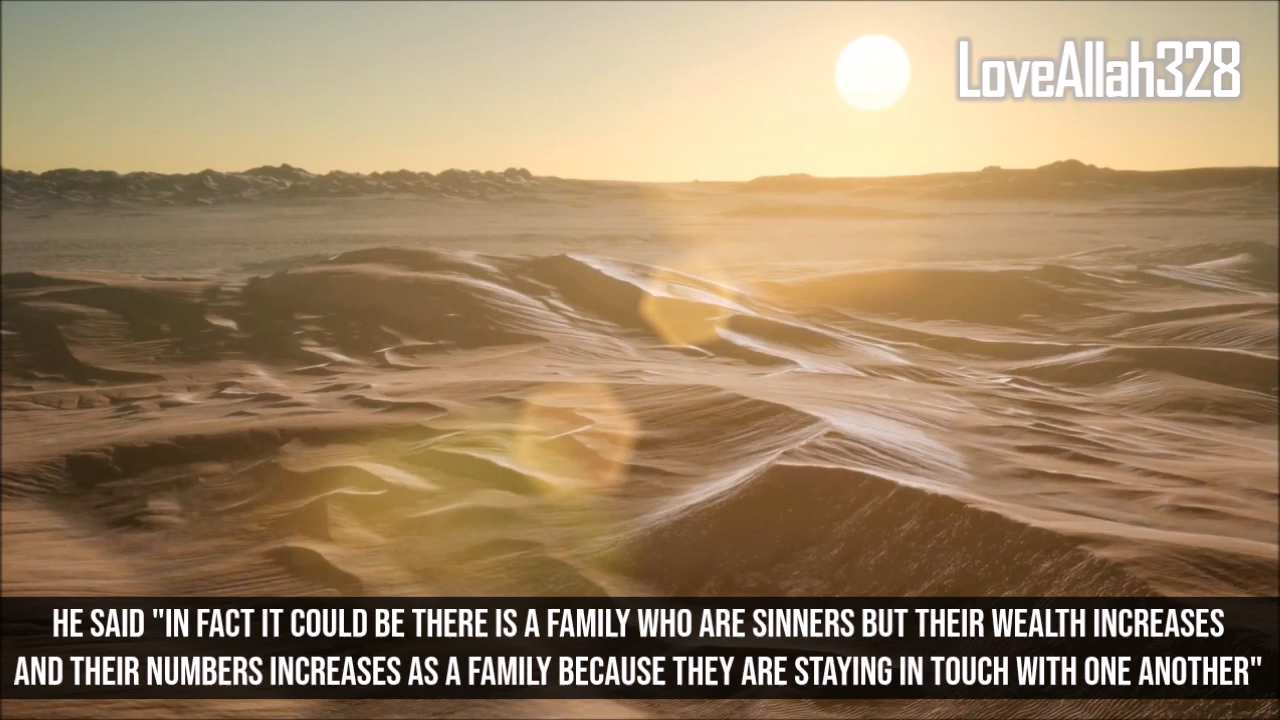 LoveAllah328
HE SAID "IN FACT IT COULD BE THERE IS A FAMILY WHO ARE SINNERS BUT THEIR WEALTH INCREASES
AND THEIR NUMBERS INCREASES AS A FAMILY BECAUSE THEY ARE STAYING IN TOUCH WITH ONE ANOTHER"